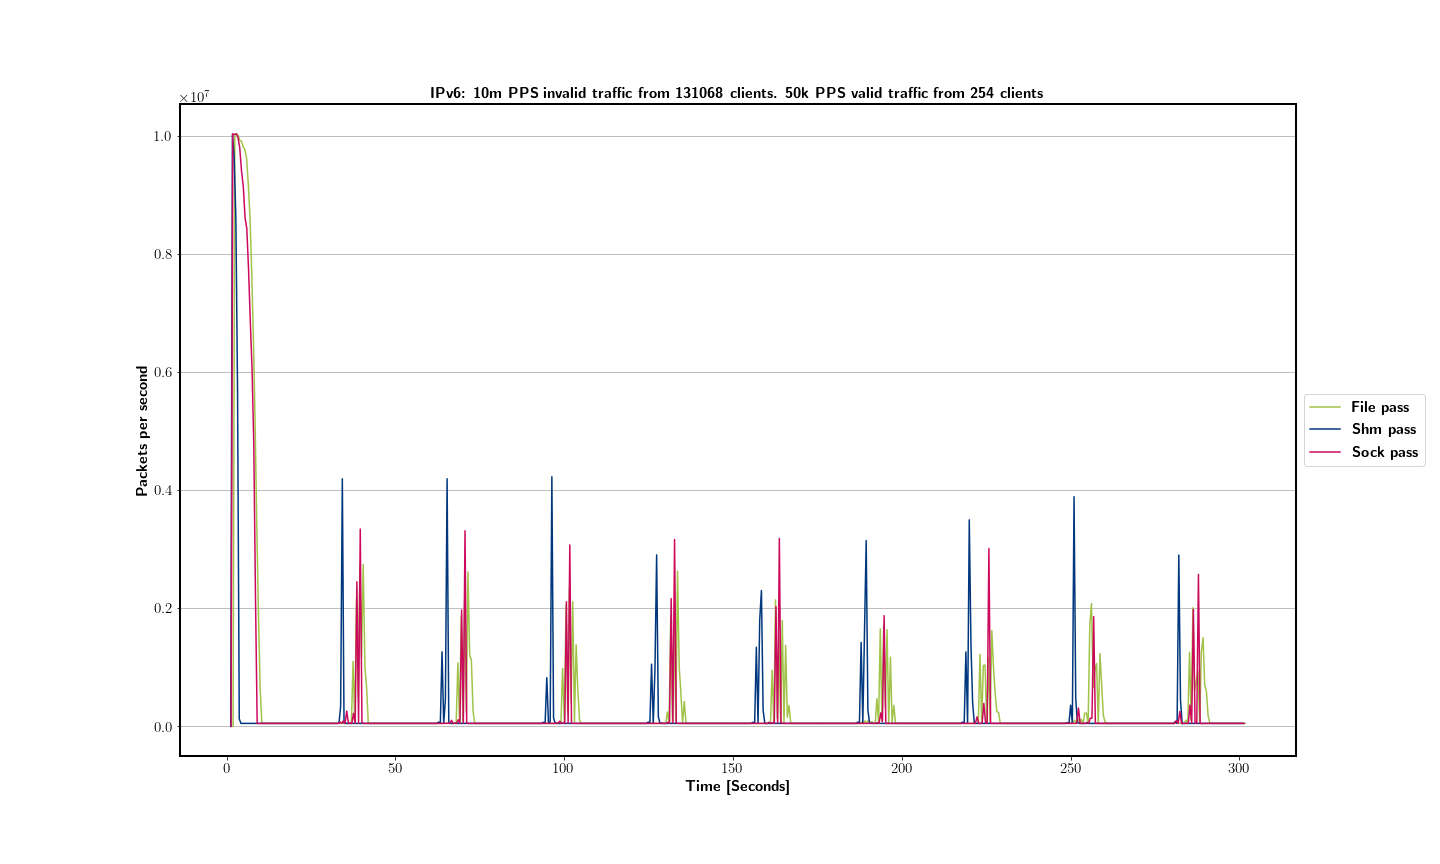 IPv6: 10m PPS invalid traffic from 131068 clients. 50k PPS valid traffic from 254 clients
×10⁷
1.0
0.8
0.6
0.4
0.2
0.0
Packets per second
0 50 100 150 200 250 300
Time [Seconds]
File pass
Shm pass
Sock pass